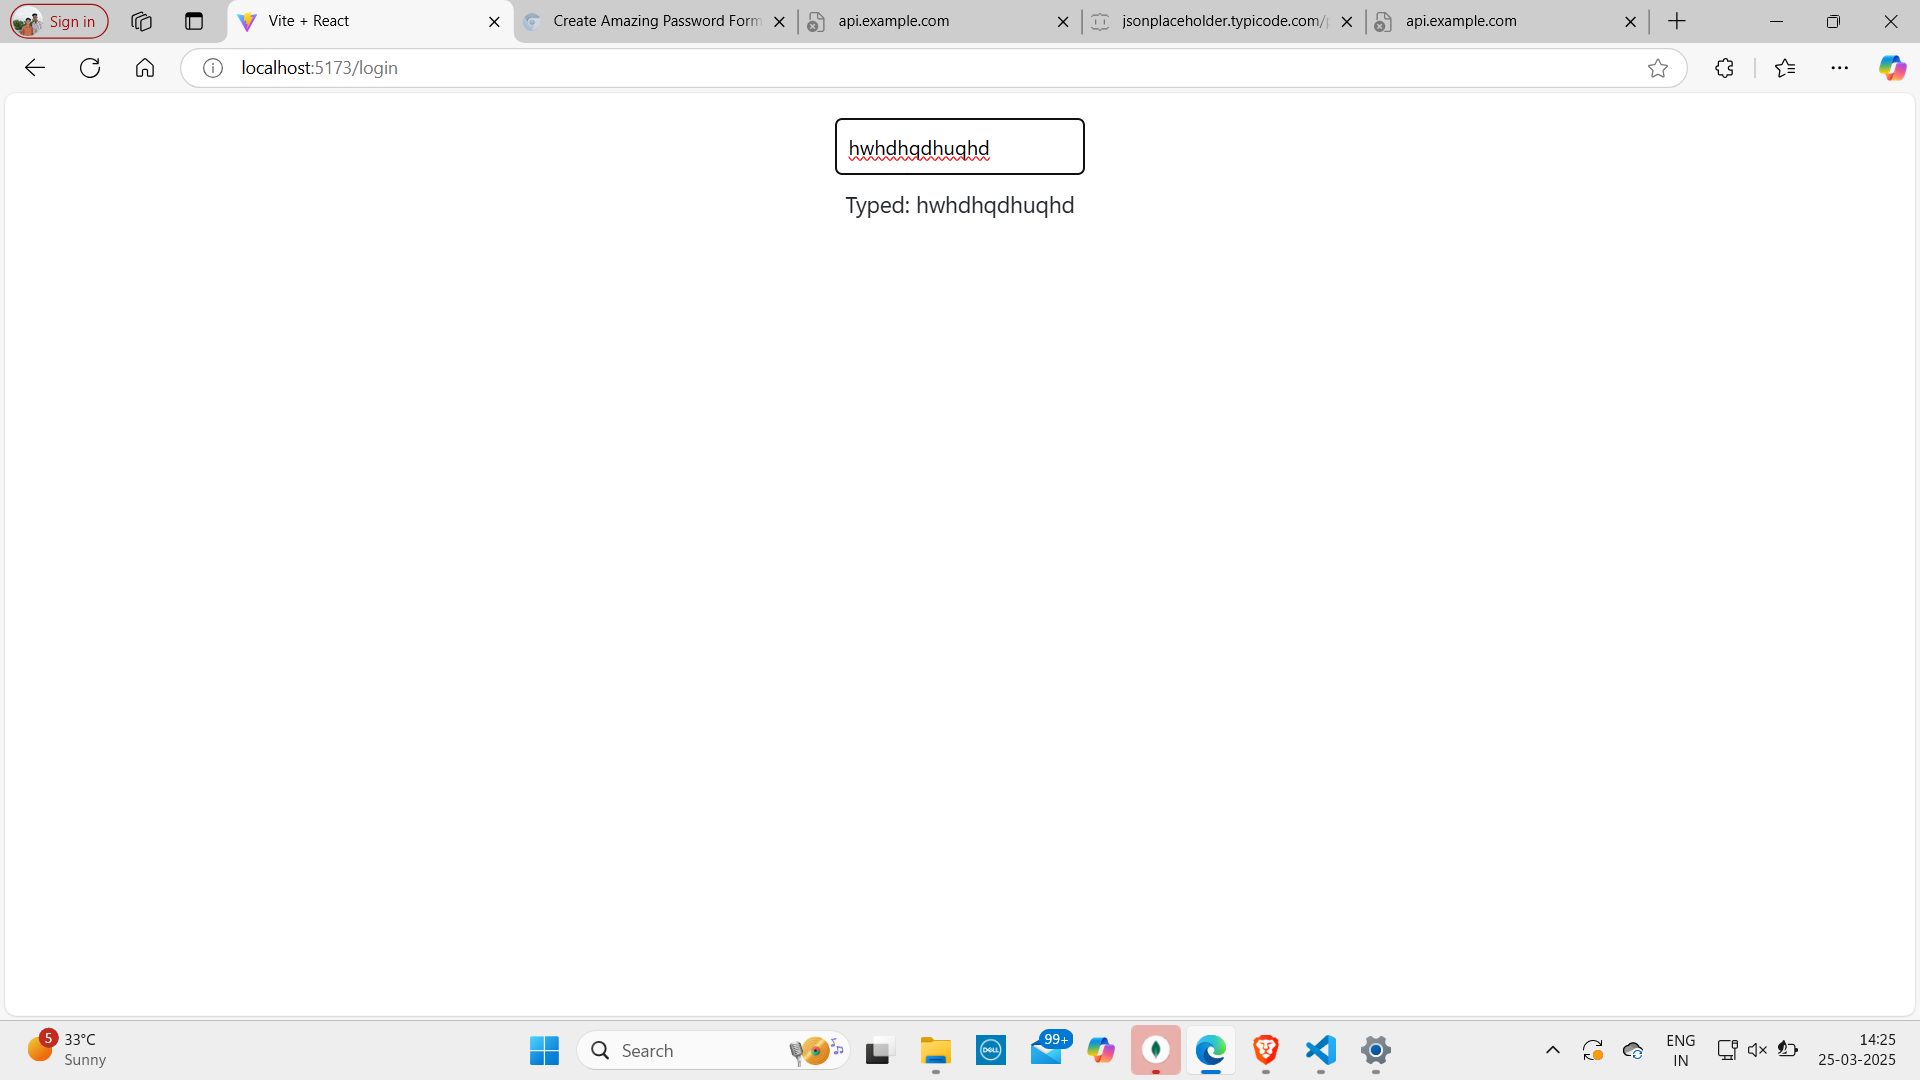 Sign in
Vite + React
Create Amazing Password Form
api.example.com
jsonplaceholder.typicode.com/p
api.example.com
localhost:5173/login
hwhdhqdhuqhd
Typed: hwhdhqdhuqhd
5
33°C
Sunny
Search
DELL
99+
ENG
IN
14:25
25-03-2025